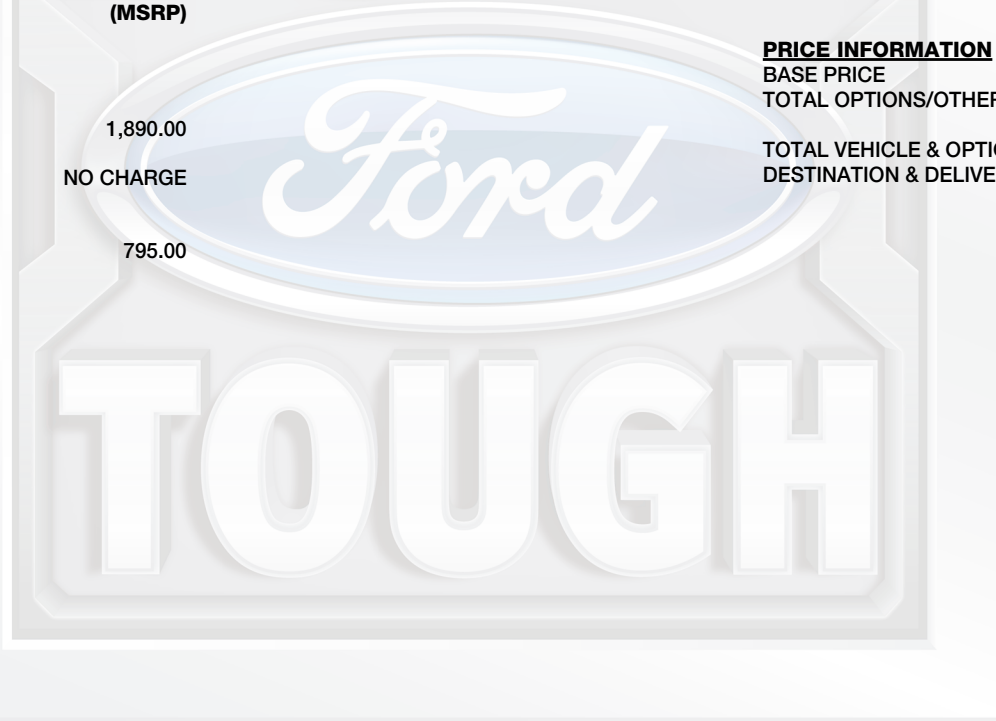 (MSRP)
1,890.00
NO CHARGE
795.00
PRICE INFORMATION
BASE PRICE
TOTAL OPTIONS/OTHER
TOTAL VEHICLE & OPTIO
DESTINATION & DELIVE
Ford
TOUGH